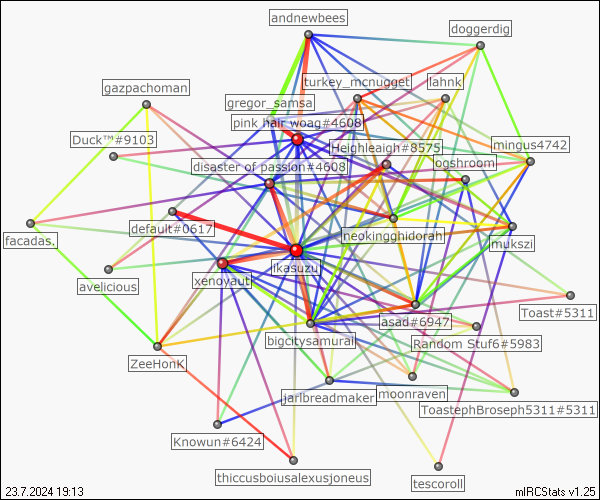 andnewbees
doggerdig
turkey_mcnugget
lahnk
gazpachoman
gregor_samsa
pink hair woag#4608
Duck™#9103
Heighleigh#8575
mingus4742
disaster of passion#4608
ogshroom
default#0617
neokingghidorah
facadas.
mukszi
ikasuzu
xenoyaut
avelicious
Toast#5311
asad#6947
bigcitysamurai
Random Stuf6#5983
ZeeHonk
jarlbreadmaker
moonraven
ToastephBroseph5311#5311
Knowun#6424
thiccusboiusalexusjoneus
tescoroll
23.7.2024 19:13
mIRCStats v1.25